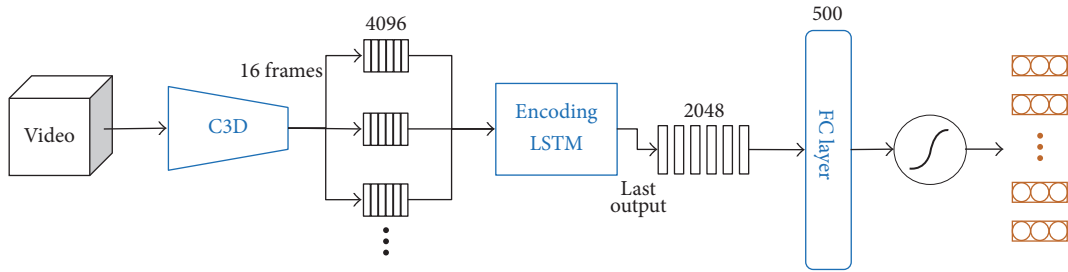 Video
C3D
16 frames
4096
Encoding
LSTM
Last
output
2048
500
FC layer